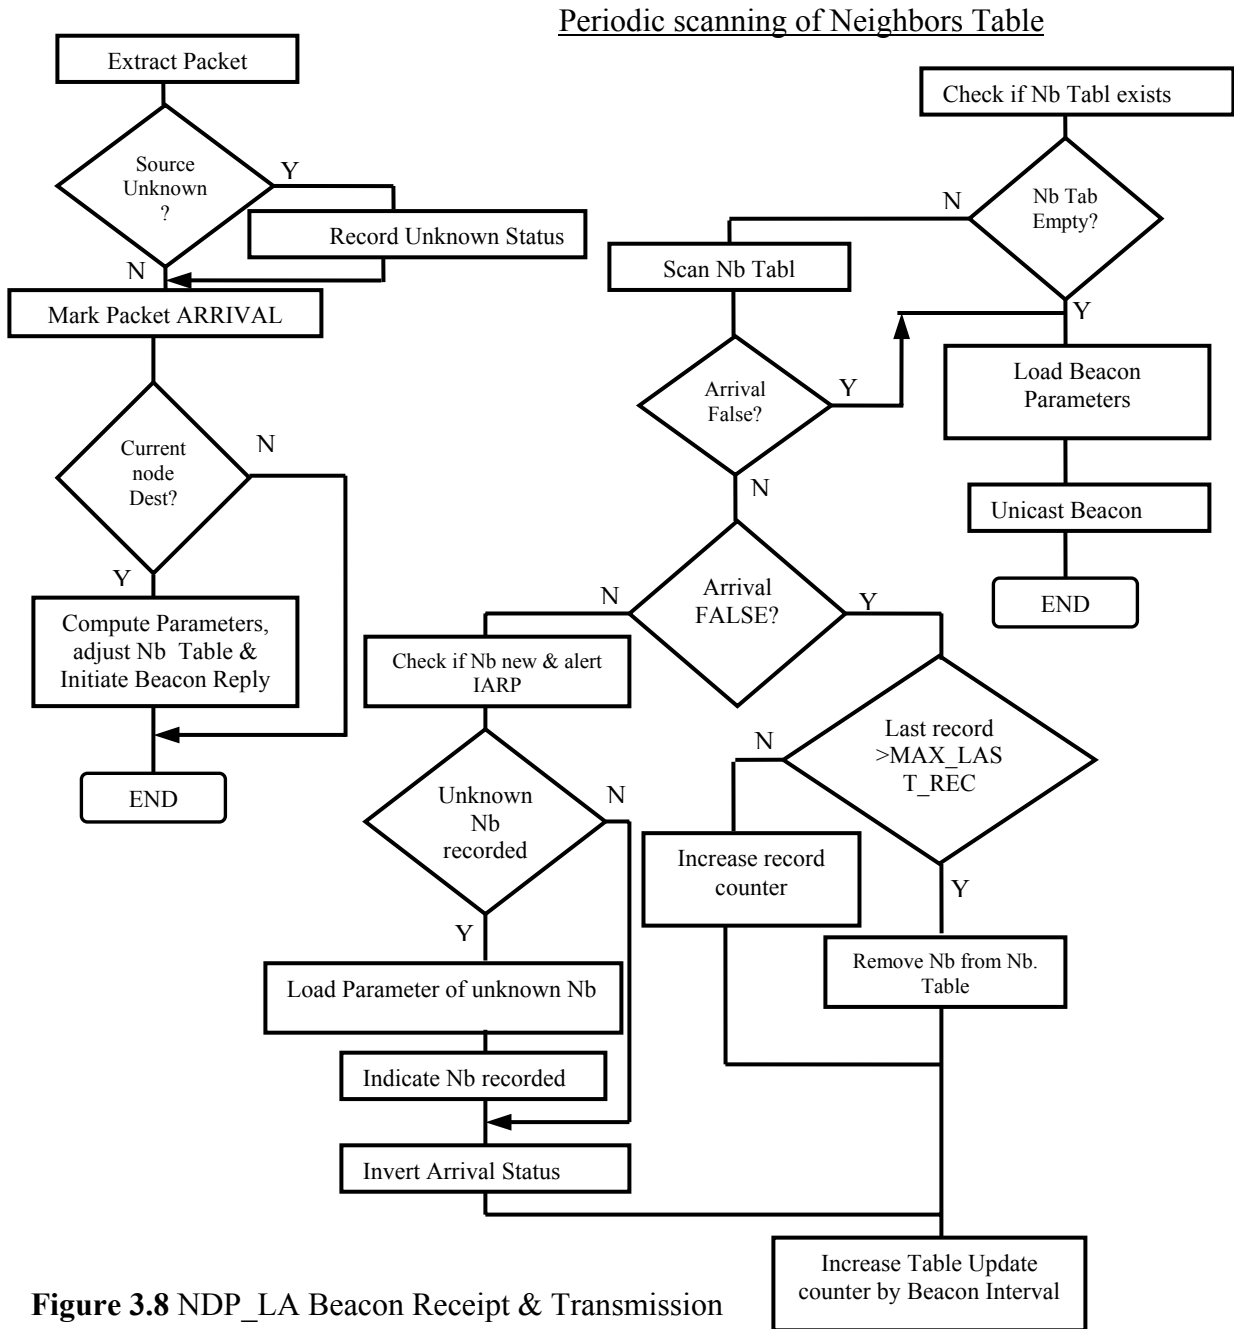 Periodic scanning of Neighbors Table
Extract Packet
Source
Unknown
?
Y
Record Unknown Status
N
Mark Packet ARRIVAL
Current
node
Dest?
N
Y
Compute Parameters,
adjust Nb Table &
Initiate Beacon Reply
END
Check if Nb Tabl exists
Nb Tab
Empty?
N
Y
Scan Nb Tabl
Arrival
False?
Y
N
Load Beacon
Parameters
Unicast Beacon
END
Arrival
FALSE?
N
Y
Check if Nb new & alert
IARP
Unknown
Nb
recorded
N
Y
Load Parameter of unknown Nb
Indicate Nb recorded
Invert Arrival Status
Last record
>MAX_LAS
T_REC
N
Y
Increase record
counter
Remove Nb from Nb.
Table
Increase Table Update
counter by Beacon Interval
Figure 3.8 NDP_LA Beacon Receipt & Transmission